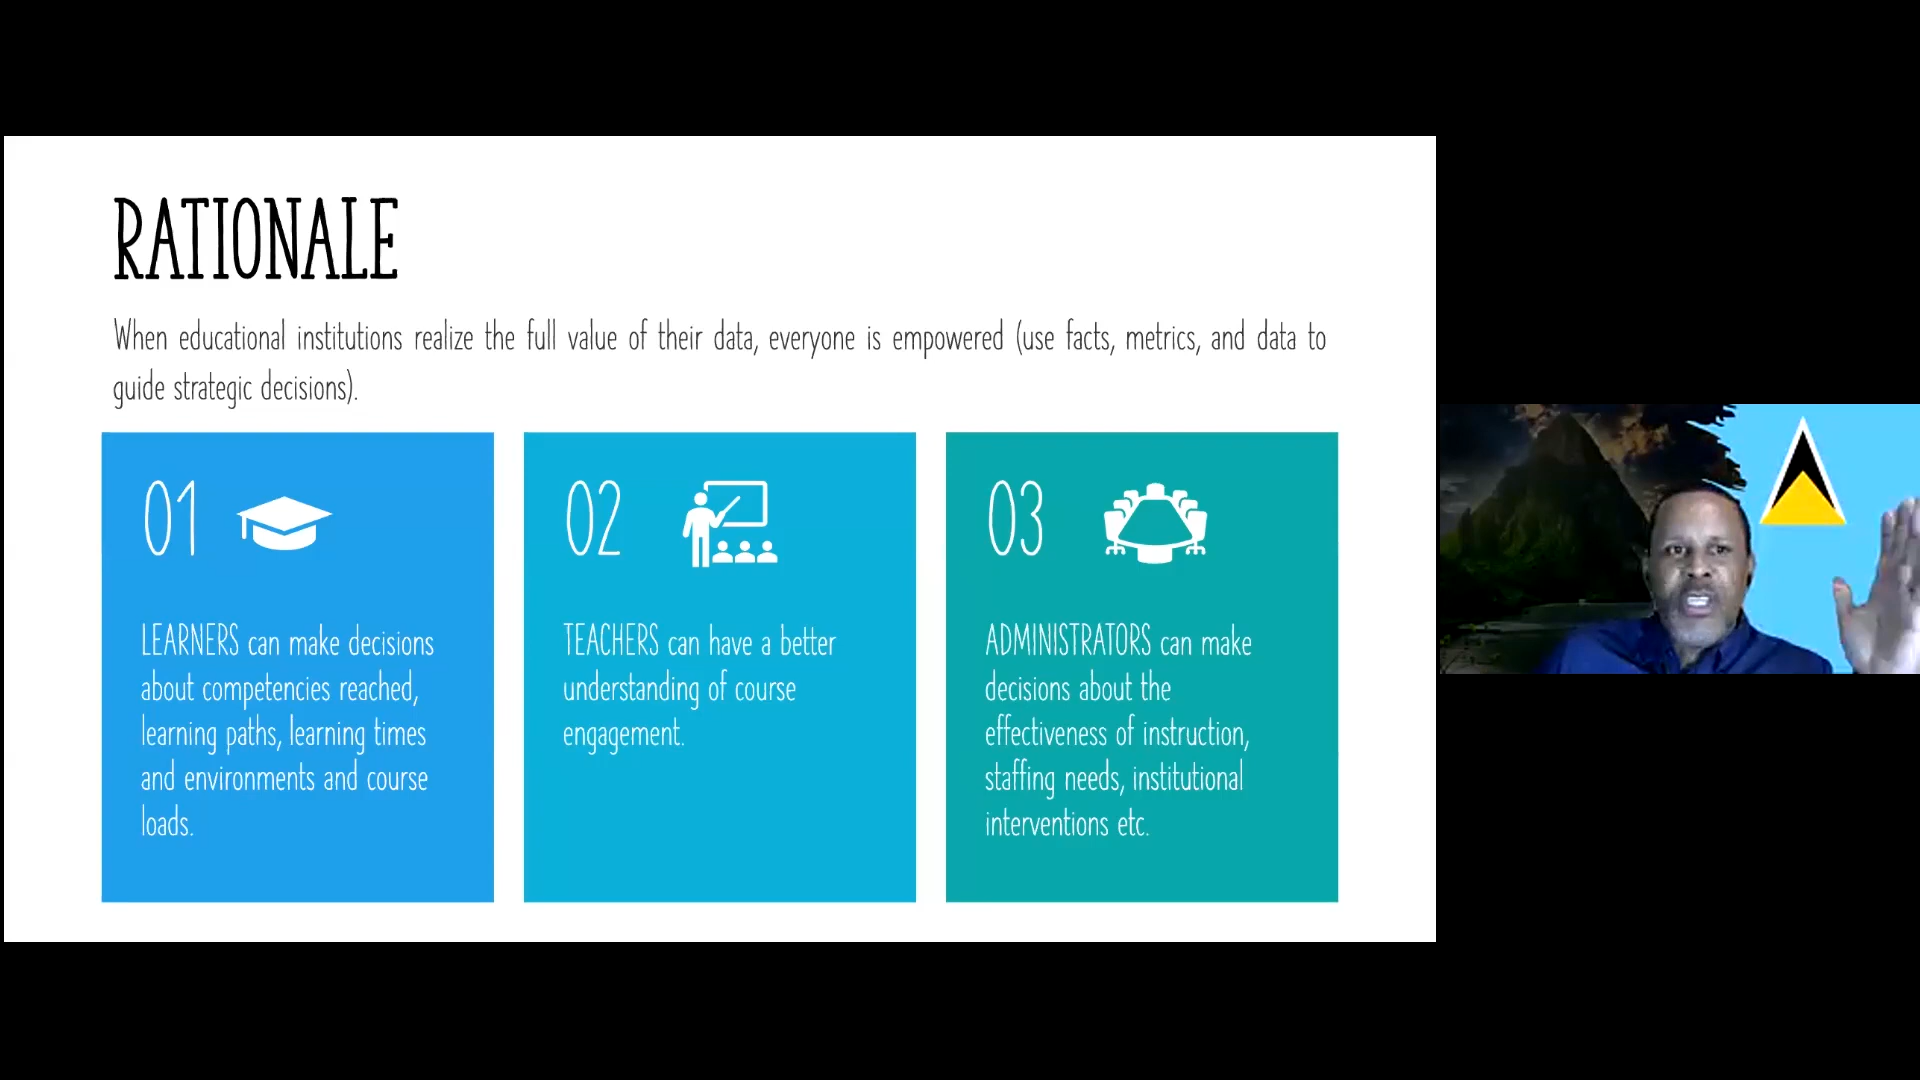 RATIONALE
When educational institutions realize the full value of their data, everyone is empowered (use facts, metrics, and data to
guide strategic decisions).
01
LEARNERS can make decisions
about competencies reached,
learning paths, learning times
and environments and course
loads.
02
TEACHERS can have a better
understanding of course
engagement.
03
ADMINISTRATORS can make
decisions about the
effectiveness of instruction,
staffing needs, institutional
interventions etc.